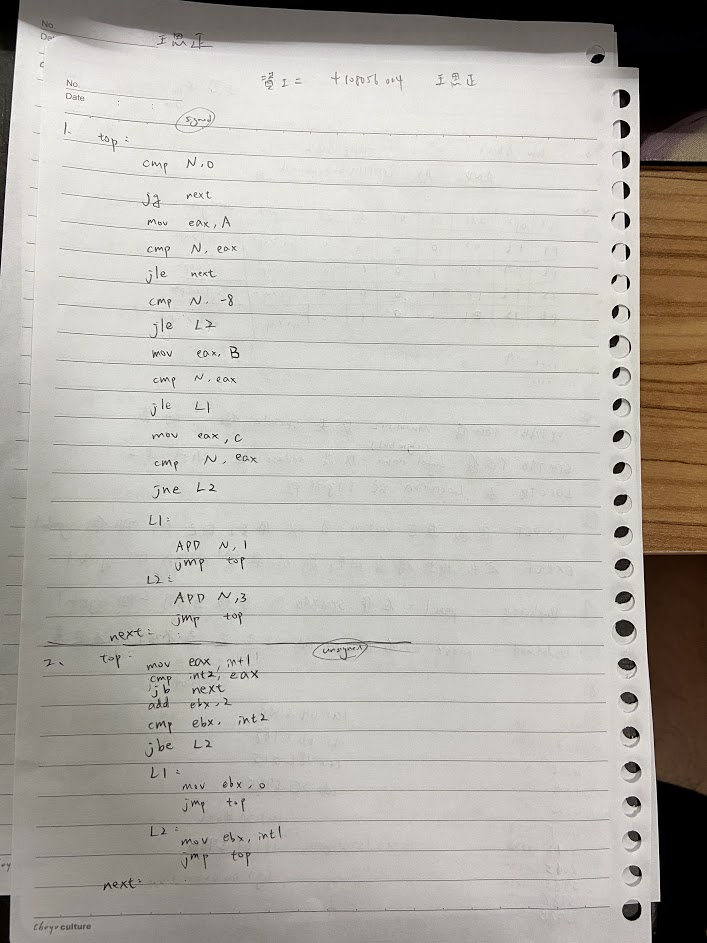 No.
王思正
資工二 +108056.004 王思正
No.
Date : :
signed
1. top:
cmp N,0
jg next
mov eax,A
cmp N, eax
jle next
cmp N, -8
jle L2
mov eax, B
cmp N, eax
jle L1
mov eax, C
cmp N, eax
jne L2
L1:
ADD N,1
jmp top
L2:
ADD N,3
jmp top
next:
2. top: unsigned
mov eax, int1
cmp int2, eax
jb next
add ebx,2
cmp ebx, int2
jbe L2
L1:
mov ebx,0
jmp top
L2:
mov ebx, int1
jmp top
next:
culture